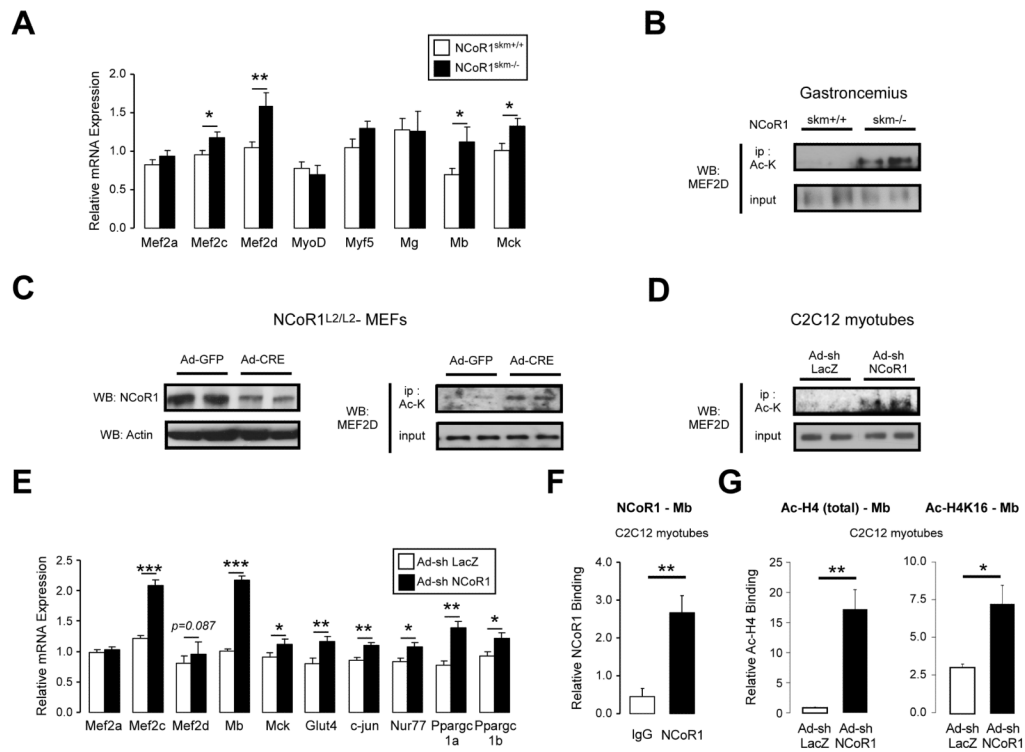 A
NCoR1skm+/+
NCoR1skm-/-
Relative mRNA Expression
2.0
1.5
1.0
0.5
0
*
**
*
*
Mef2a Mef2c Mef2d MyoD Myf5 Mg Mb Mck
B
Gastroncemius
NCoR1 skm+/+ skm-/-
WB:
MEF2D
ip :
Ac-K
input
C
NCoR1L2/L2- MEFs
Ad-GFP Ad-CRE
WB: NCoR1
WB: Actin
Ad-GFP Ad-CRE
WB:
MEF2D
ip :
Ac-K
input
D
C2C12 myotubes
Ad-sh
LacZ
Ad-sh
NCoR1
WB:
MEF2D
ip :
Ac-K
input
E
Ad-sh LacZ
Ad-sh NCoR1
Relative mRNA Expression
2.5
2.0
1.5
1.0
0.5
0.0
***
p=0.087
***
*
**
**
*
**
*
Mef2a Mef2c Mef2d Mb Mck Glut4 c-jun Nur77 Ppargc Ppargc
1a 1b
F
NCoR1 - Mb
C2C12 myotubes
Relative NCoR1 Binding
4.0
3.0
2.0
1.0
0.0
**
IgG NCoR1
G
Ac-H4 (total) - Mb Ac-H4K16 - Mb
C2C12 myotubes
Relative Ac-H4 Binding
25
20
15
10
5
0
**
Ad-sh Ad-sh
LacZ NCoR1
10.0
7.5
5.0
2.5
0.0
*
Ad-sh Ad-sh
LacZ NCoR1